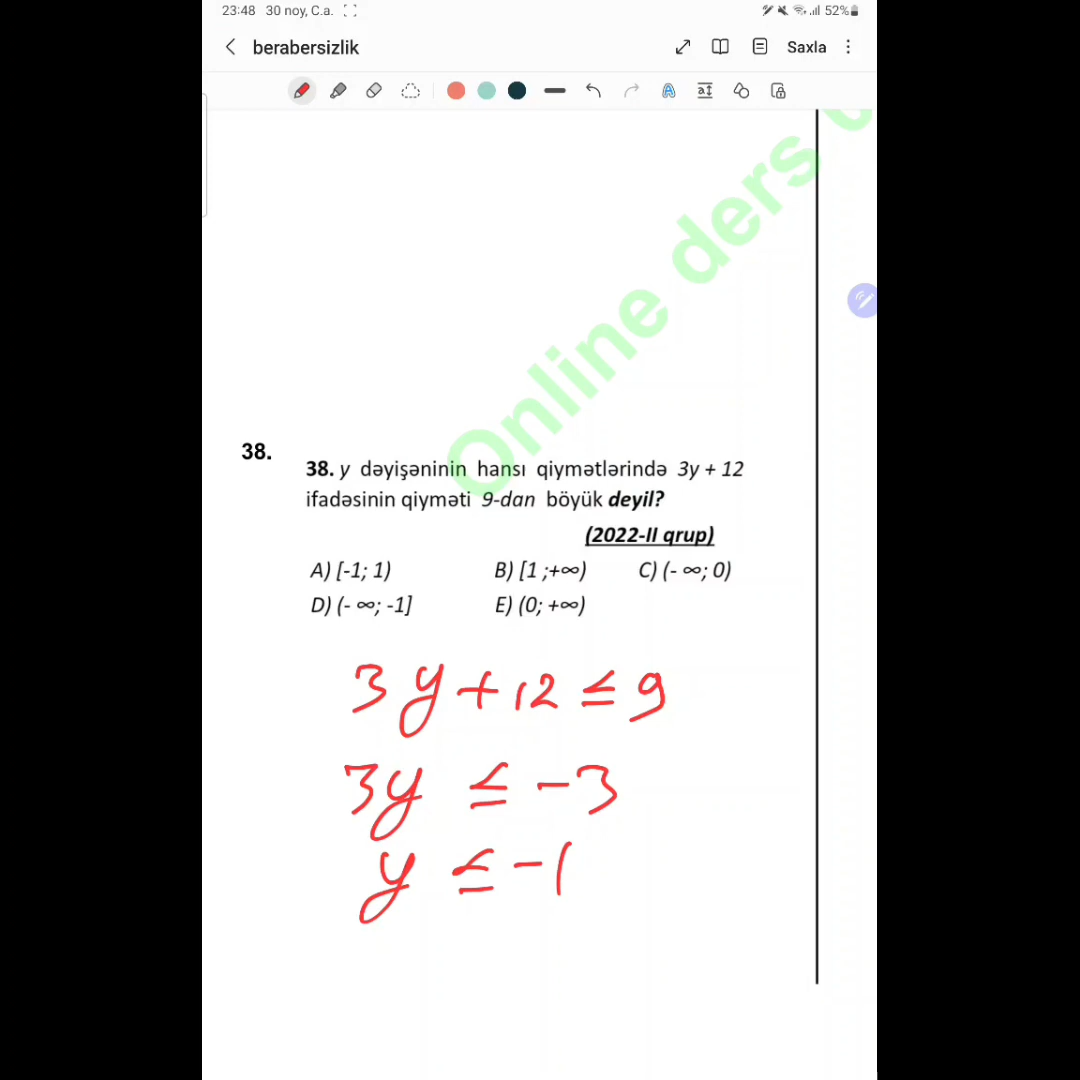 23:48 30 noy, C.a. 52%
berabersizlik Saxla
Online ders
38.
38. y dəyişəninin hansı qiymətlərində 3y + 12
ifadəsinin qiyməti 9-dan böyük deyil?
(2022-II qrup)
A) [-1; 1) B) [1 ;+∞) C) (- ∞; 0)
D) (- ∞; -1] E) (0; +∞)
3y + 12 ≤ 9
3y ≤ -3
y ≤ -1